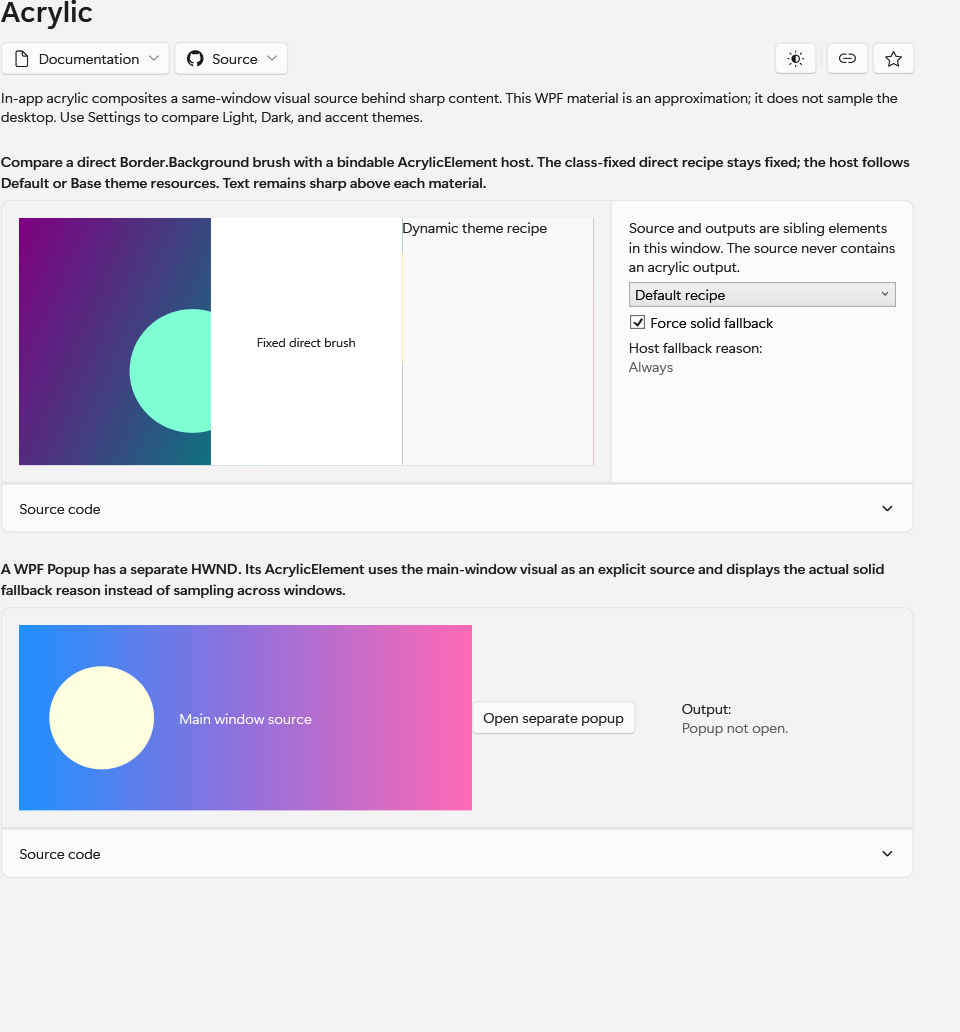 Acrylic
Documentation
Source
In-app acrylic composites a same-window visual source behind sharp content. This WPF material is an approximation; it does not sample the
desktop. Use Settings to compare Light, Dark, and accent themes.
Compare a direct Border.Background brush with a bindable AcrylicElement host. The class-fixed direct recipe stays fixed; the host follows
Default or Base theme resources. Text remains sharp above each material.
Fixed direct brush
Dynamic theme recipe
Source and outputs are sibling elements
in this window. The source never contains
an acrylic output.
Default recipe
Force solid fallback
Host fallback reason:
Always
Source code
A WPF Popup has a separate HWND. Its AcrylicElement uses the main-window visual as an explicit source and displays the actual solid
fallback reason instead of sampling across windows.
Main window source
Open separate popup
Output:
Popup not open.
Source code